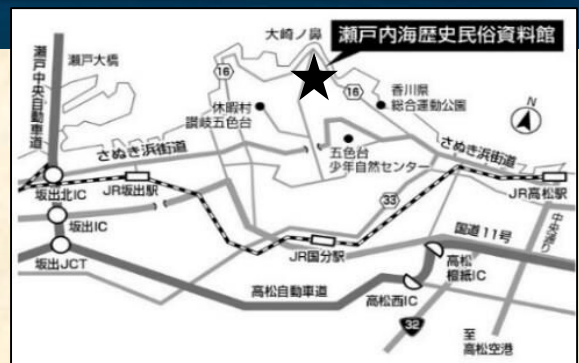 大崎ノ鼻
瀬戸内海歴史民俗資料館
瀬戸大橋
瀬戸中央自動車道
16
16
休暇村
讃岐五色台
香川県
総合運動公園
N
五色台
少年自然センター
さぬき浜街道
さぬき浜街道
坂出北IC
JR坂出駅
JR高松駅
33
坂出IC
中央通り
国道11号
JR国分駅
坂出JCT
高松
檀紙IC
高松自動車道
高松西IC
32
至
高松空港